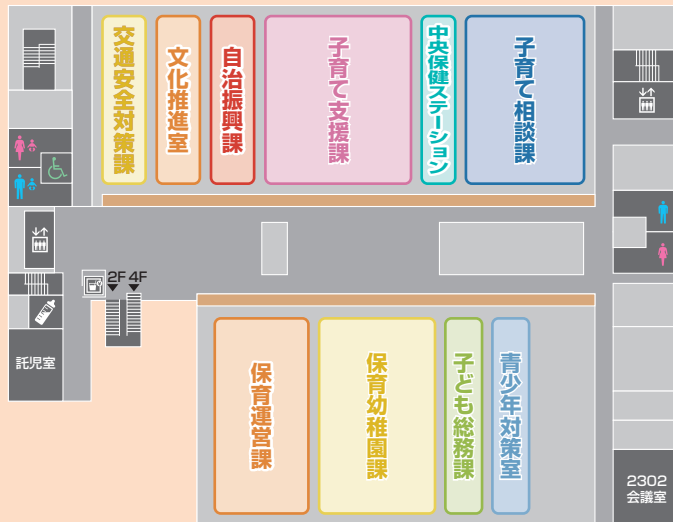 交通安全対策課
文化推進室
自治振興課
子育て支援課
中央保健ステーション
子育て相談課
2F 4F
託児室
保育運営課
保育幼稚園課
子ども総務課
青少年対策室
2302
会議室